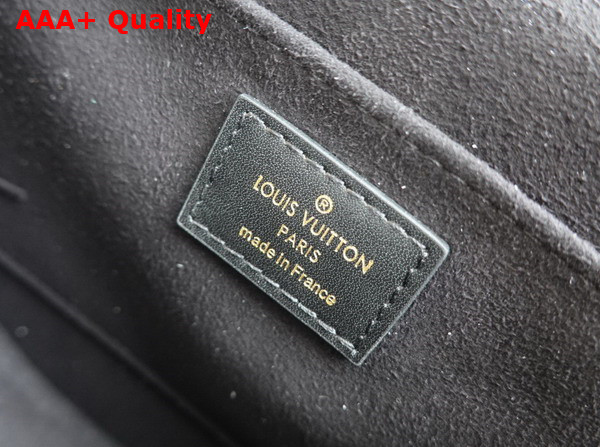 AAA+ Quality
®
LOUIS VUITTON
PARIS
made in France